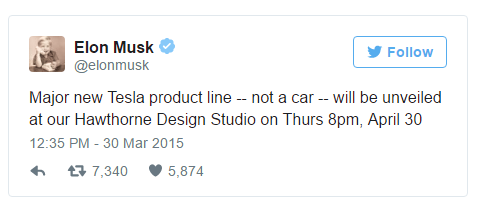 Elon Musk
@elonmusk
Follow
Major new Tesla product line -- not a car -- will be unveiled
at our Hawthorne Design Studio on Thurs 8pm, April 30
12:35 PM - 30 Mar 2015
7,340 5,874